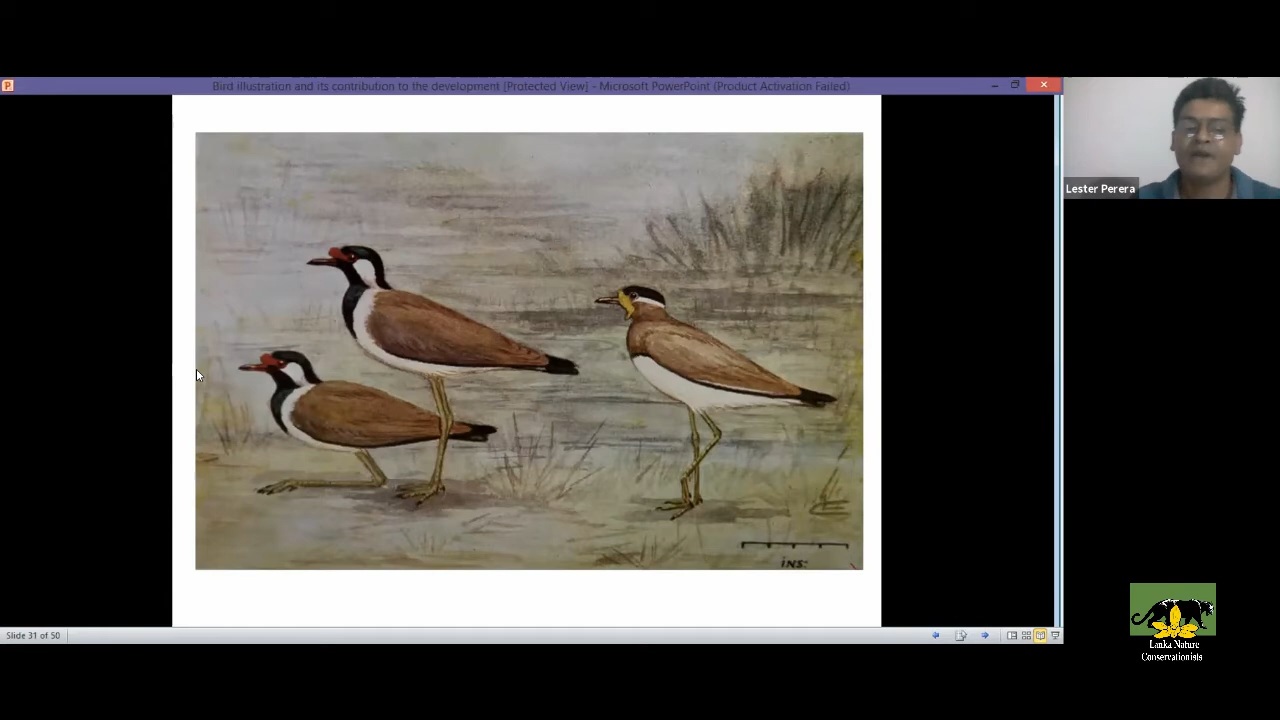 Bird illustration and its contribution to the development [Protected View] - Microsoft PowerPoint (Product Activation Failed)
Lester Perera
INS:
Slide 31 of 50
Lanka Nature
Conservationists